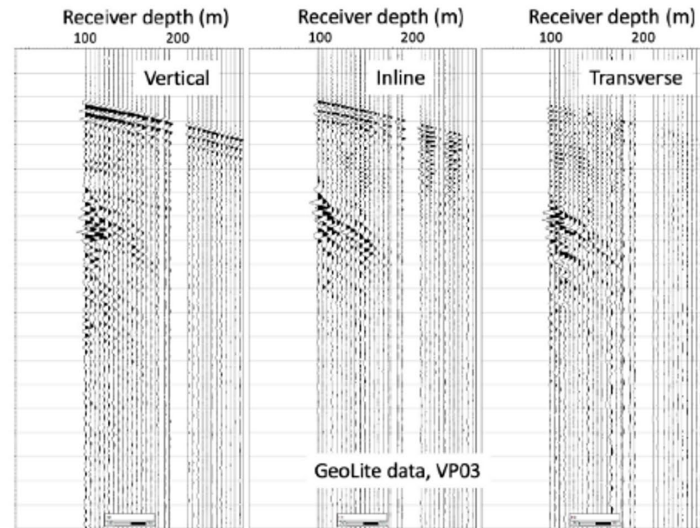 Receiver depth (m) Receiver depth (m) Receiver depth (m)
100 200 100 200 100 200
Vertical Inline Transverse
GeoLite data, VP03